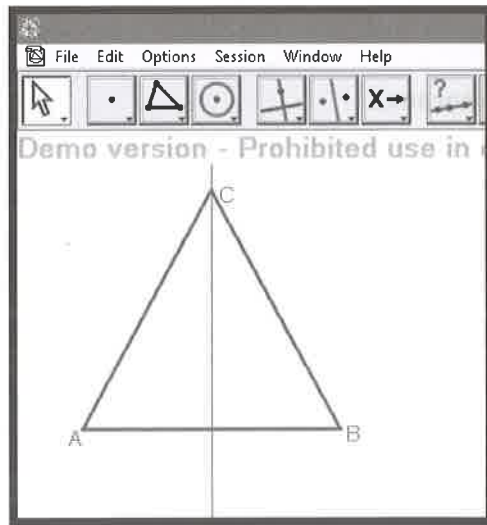 File Edit Options Session Window Help
X ?
Demo version - Prohibited use in
C
A B